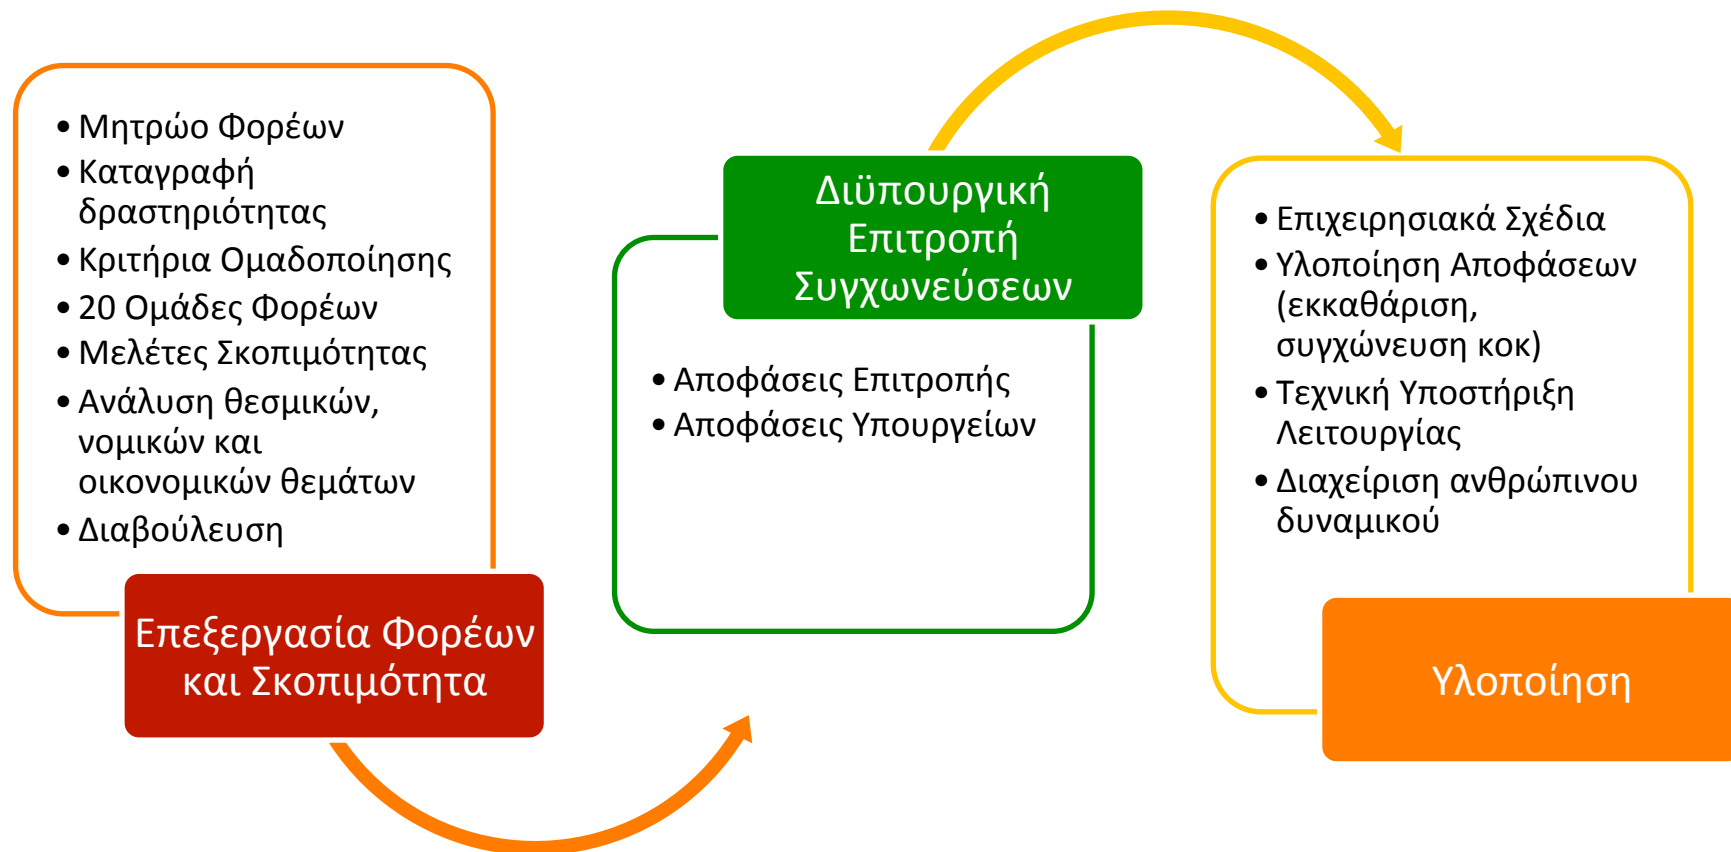 • Μητρώο Φορέων
• Καταγραφή
δραστηριότητας
• Κριτήρια Ομαδοποίησης
• 20 Ομάδες Φορέων
• Μελέτες Σκοπιμότητας
• Ανάλυση θεσμικών,
νομικών και
οικονομικών θεμάτων
• Διαβούλευση
Επεξεργασία Φορέων
και Σκοπιμότητα
Διϋπουργική
Επιτροπή
Συγχωνεύσεων
• Αποφάσεις Επιτροπής
• Αποφάσεις Υπουργείων
• Επιχειρησιακά Σχέδια
• Υλοποίηση Αποφάσεων
(εκκαθάριση,
συγχώνευση κοκ)
• Τεχνική Υποστήριξη
Λειτουργίας
• Διαχείριση ανθρώπινου
δυναμικού
Υλοποίηση